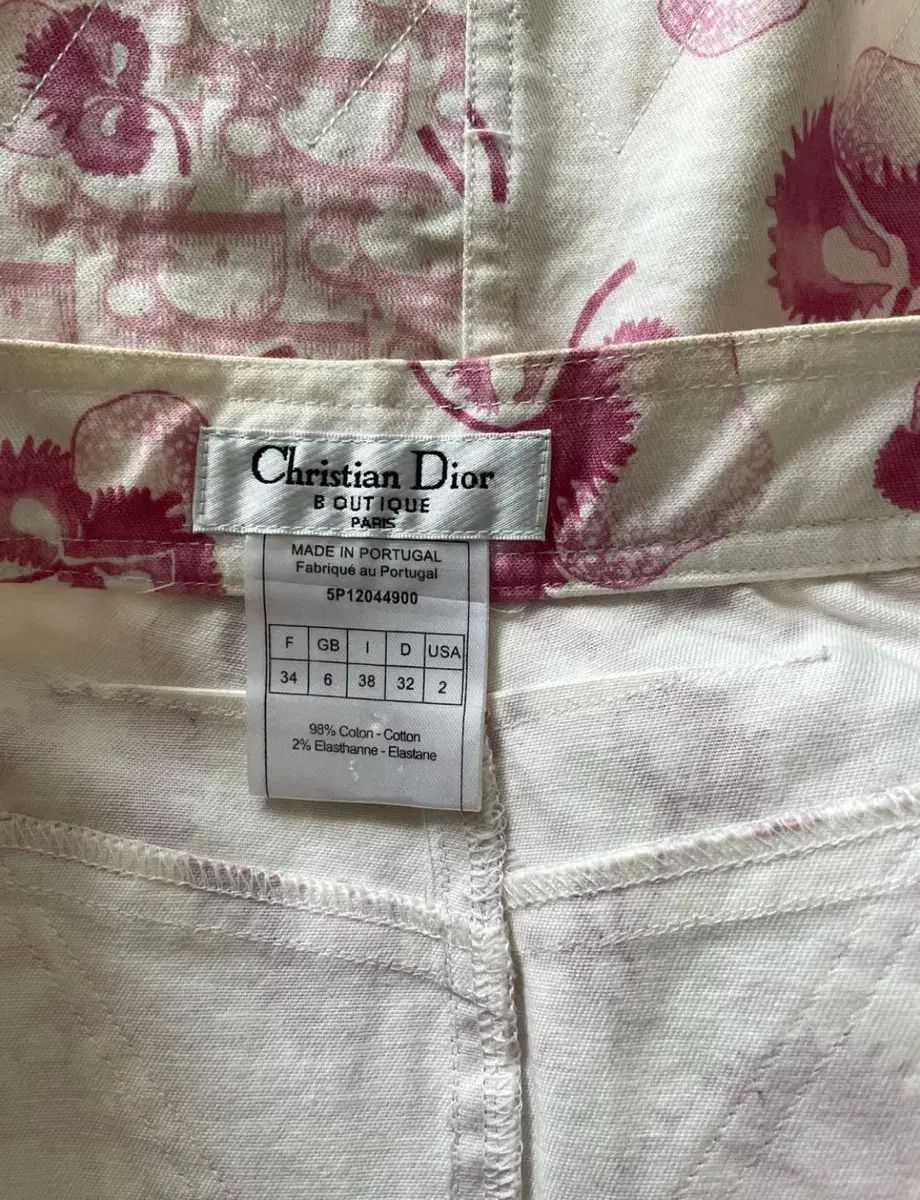 Christian Dior
BOUTIQUE
PARIS
MADE IN PORTUGAL
Fabriqué au Portugal
5P12044900
F GB I D USA
34 6 38 32 2
98% Coton - Cotton
2% Elasthanne - Elastane